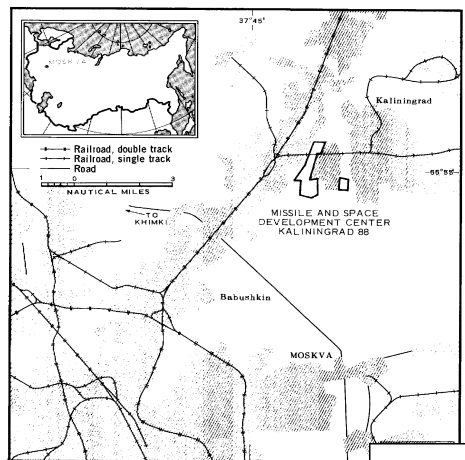 37°45'
MOSKVA
Kaliningrad
Railroad, double track
Railroad, single track
Road
1 0 3
NAUTICAL MILES
55°55'
TO
KHIMKI
MISSILE AND SPACE
DEVELOPMENT CENTER
KALININGRAD 88
Babushkin
MOSKVA